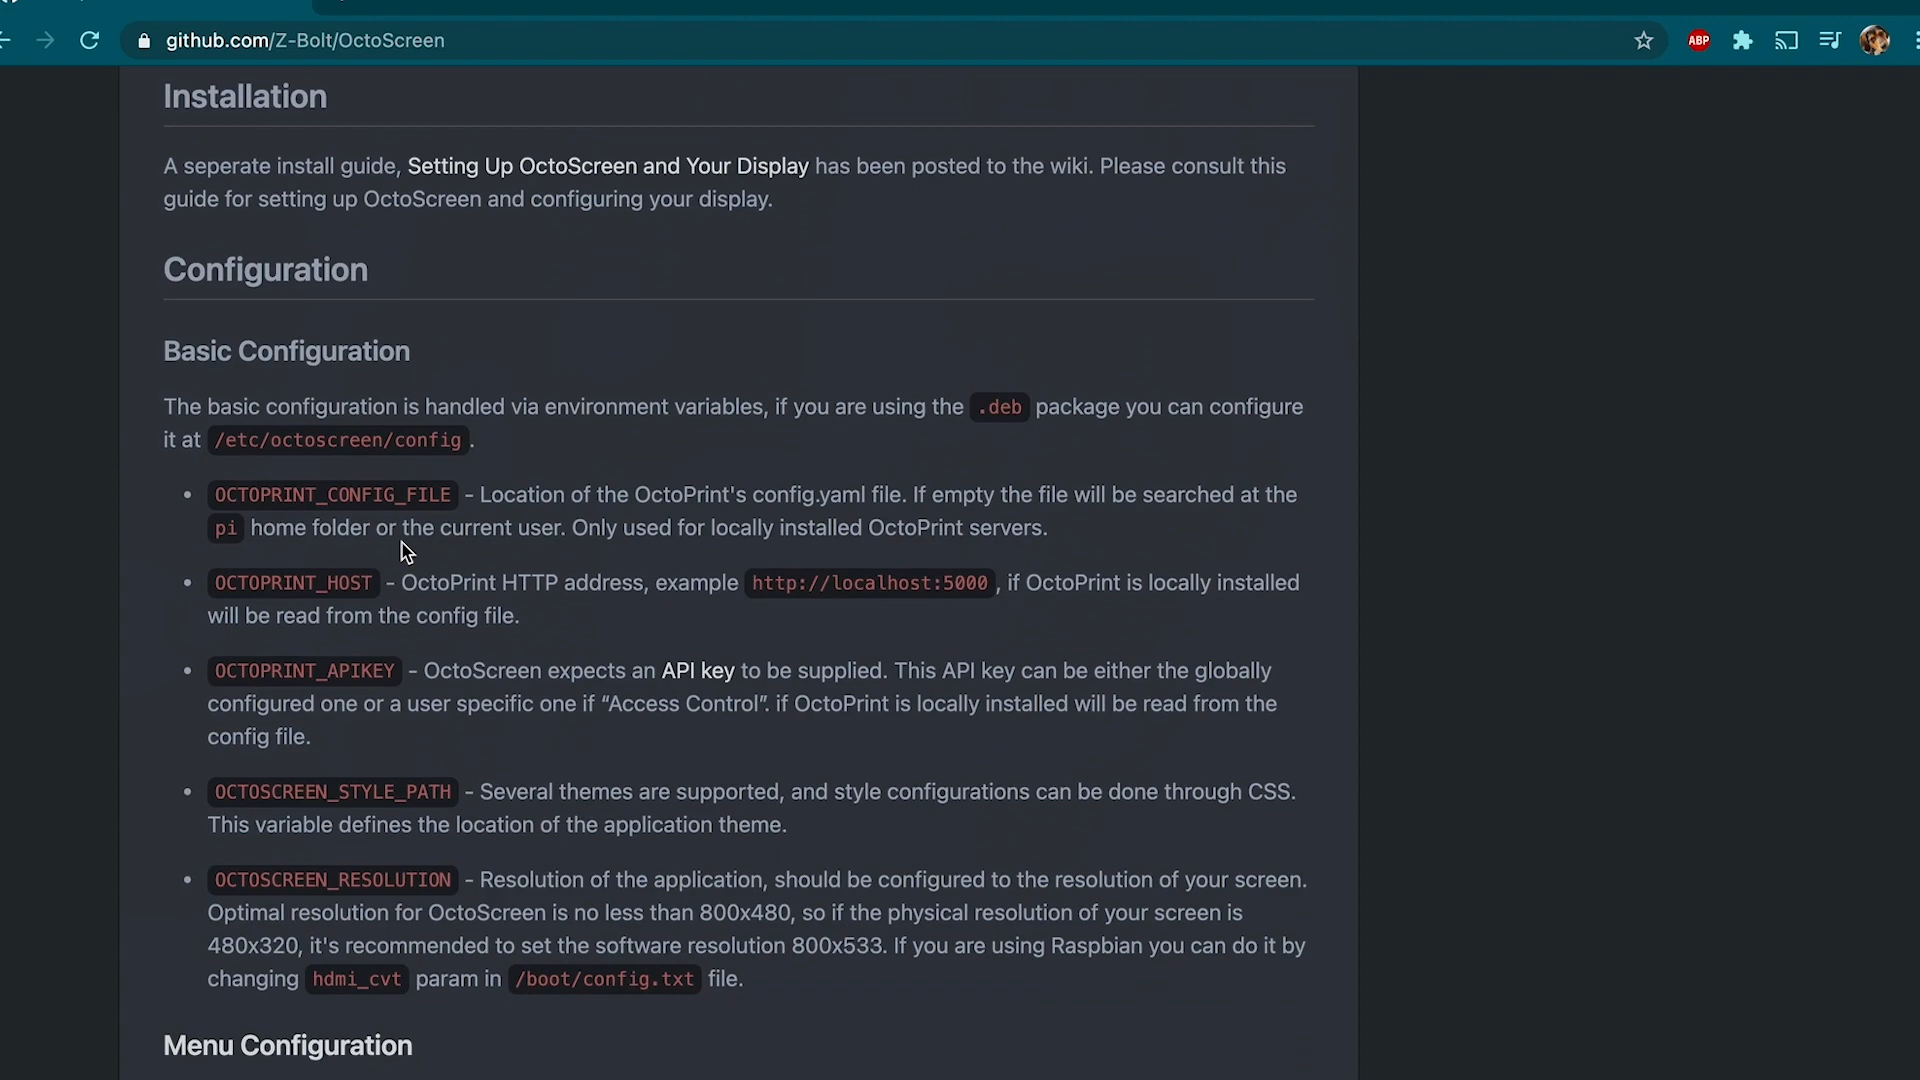 github.com/Z-Bolt/OctoScreen
ABP
Installation
A seperate install guide, Setting Up OctoScreen and Your Display has been posted to the wiki. Please consult this
guide for setting up OctoScreen and configuring your display.
Configuration
Basic Configuration
The basic configuration is handled via environment variables, if you are using the .deb package you can configure
it at /etc/octoscreen/config .
• OCTOPRINT_CONFIG_FILE - Location of the OctoPrint's config.yaml file. If empty the file will be searched at the
pi home folder or the current user. Only used for locally installed OctoPrint servers.
• OCTOPRINT_HOST - OctoPrint HTTP address, example http://localhost:5000 , if OctoPrint is locally installed
will be read from the config file.
• OCTOPRINT_APIKEY - OctoScreen expects an API key to be supplied. This API key can be either the globally
configured one or a user specific one if “Access Control”. if OctoPrint is locally installed will be read from the
config file.
• OCTOSCREEN_STYLE_PATH - Several themes are supported, and style configurations can be done through CSS.
This variable defines the location of the application theme.
• OCTOSCREEN_RESOLUTION - Resolution of the application, should be configured to the resolution of your screen.
Optimal resolution for OctoScreen is no less than 800x480, so if the physical resolution of your screen is
480x320, it's recommended to set the software resolution 800x533. If you are using Raspbian you can do it by
changing hdmi_cvt param in /boot/config.txt file.
Menu Configuration